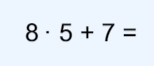 8 · 5 + 7 =